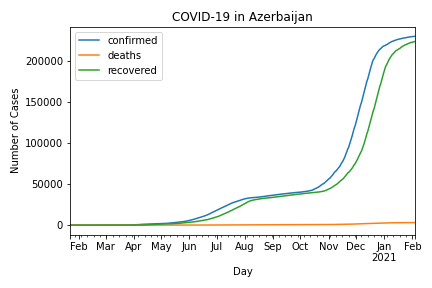 COVID-19 in Azerbaijan
confirmed
deaths
recovered
Number of Cases
200000
150000
100000
50000
0
Feb Mar Apr May Jun Jul Aug Sep Oct Nov Dec Jan Feb
2021
Day